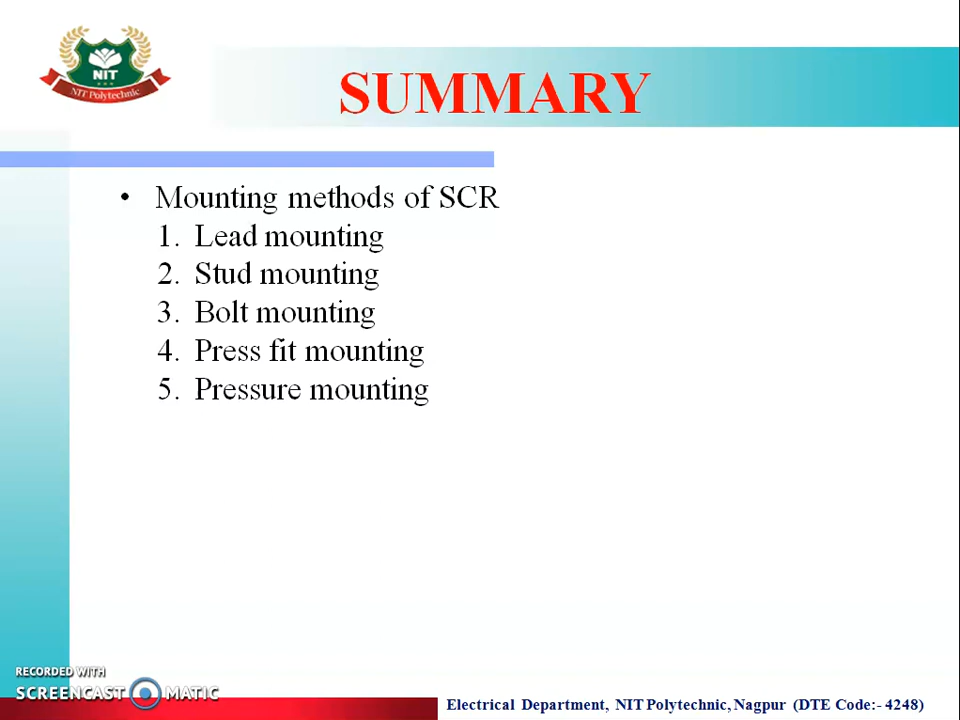 NIT
NIT Polytechnic
SUMMARY
• Mounting methods of SCR
1. Lead mounting
2. Stud mounting
3. Bolt mounting
4. Press fit mounting
5. Pressure mounting
RECORDED WITH
SCREENCAST MATIC
Electrical Department, NIT Polytechnic, Nagpur (DTE Code:- 4248)